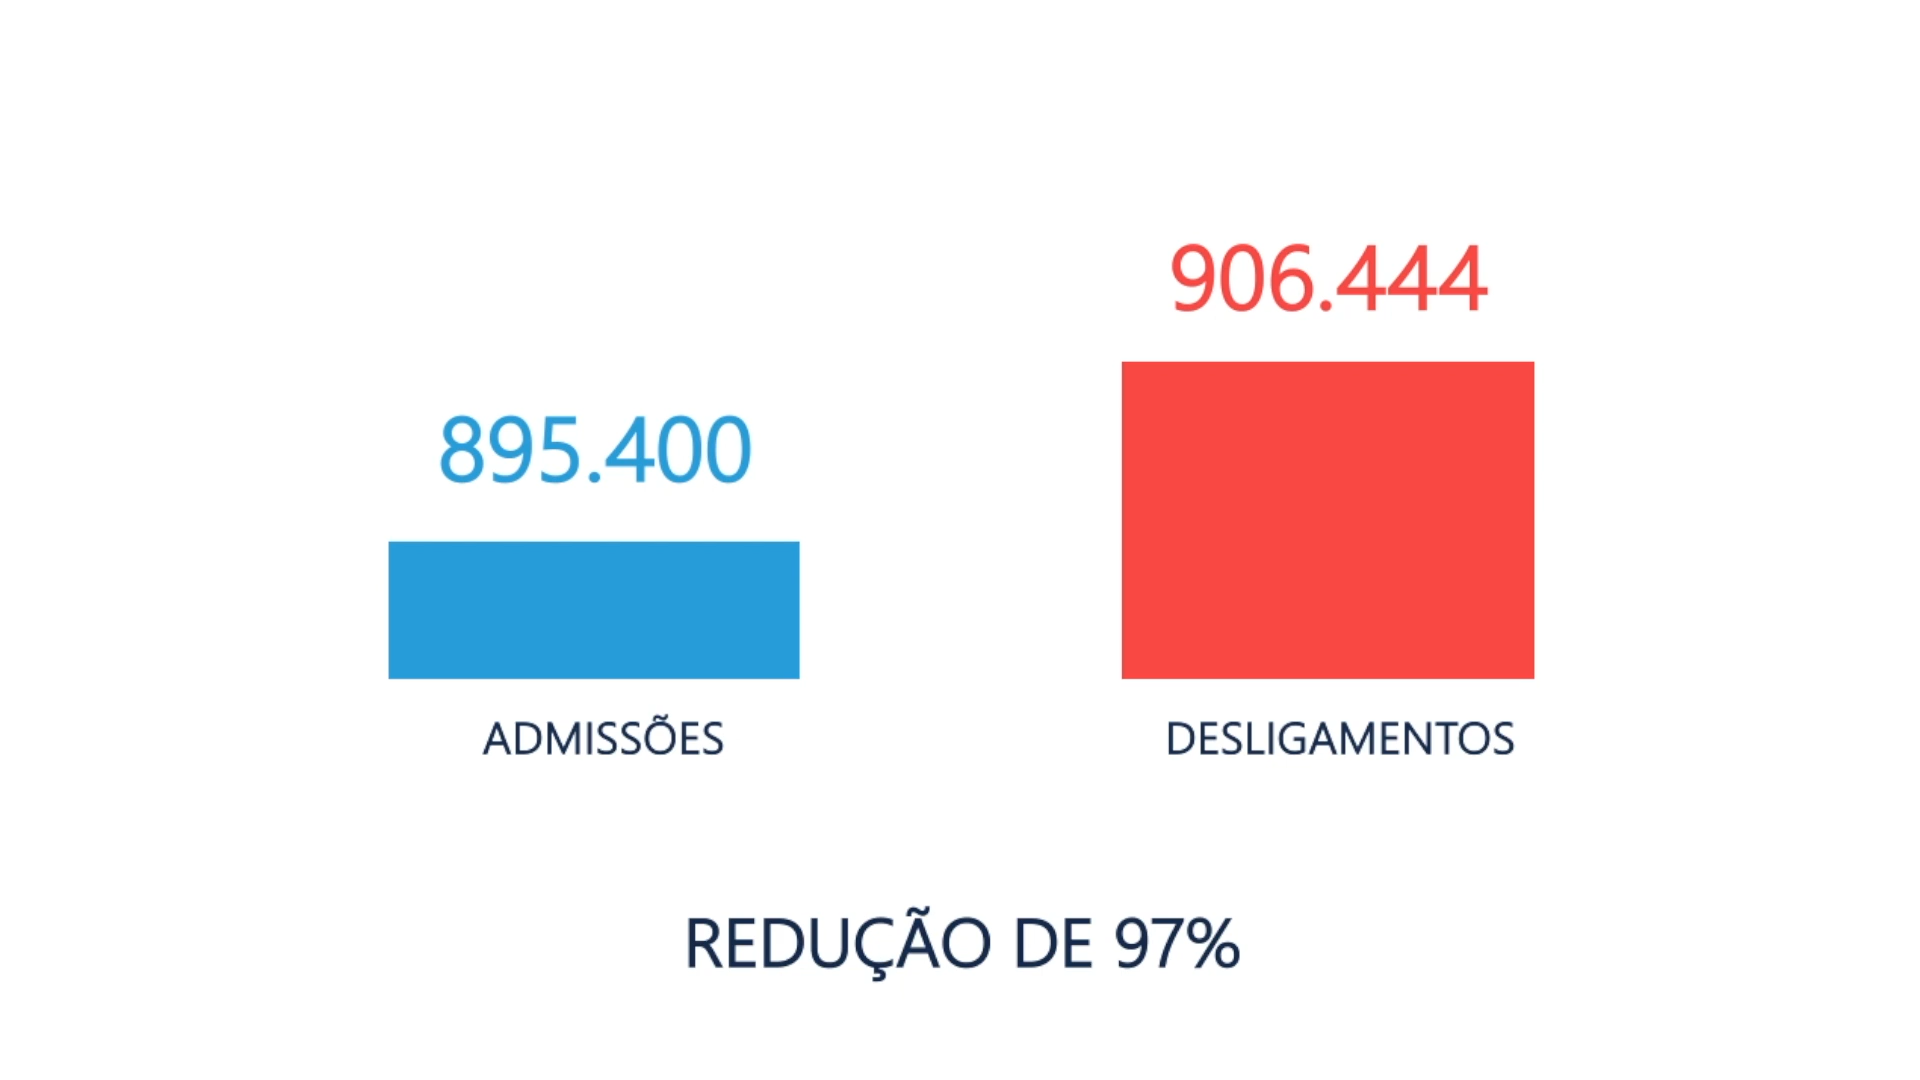 906.444
895.400
ADMISSÕES
DESLIGAMENTOS
REDUÇÃO DE 97%